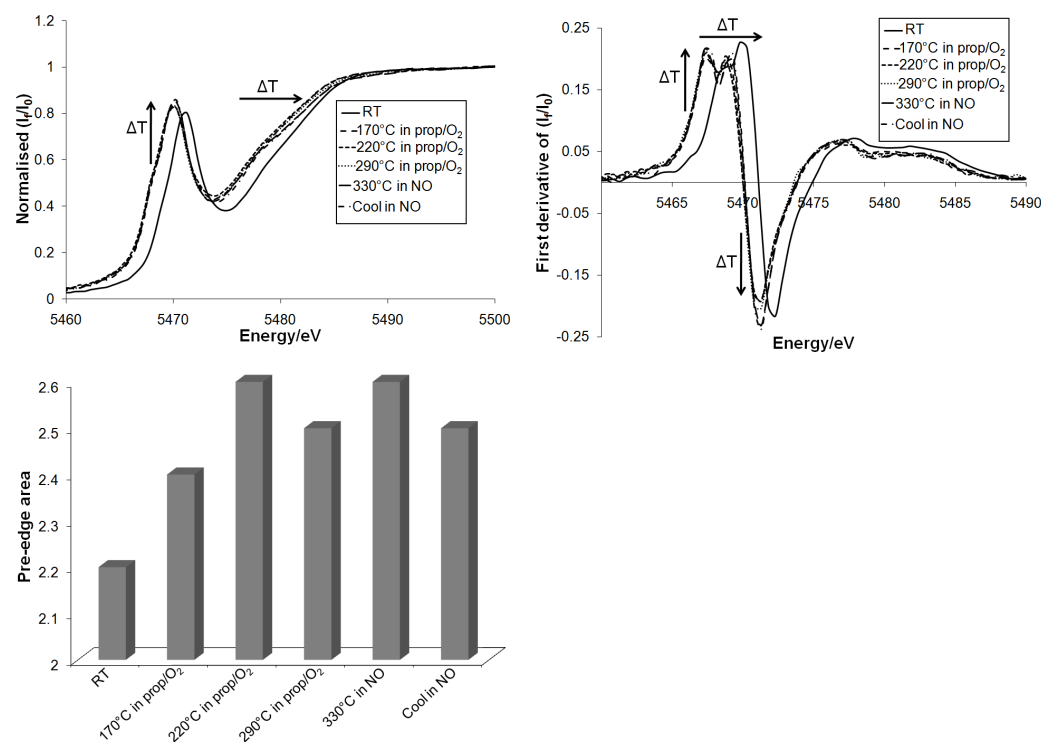 Normalised (If/I0)
1.4
1.2
1
0.8
0.6
0.4
0.2
0
ΔT
ΔT
RT
170°C in prop/O2
220°C in prop/O2
290°C in prop/O2
330°C in NO
Cool in NO
5460
5470
5480
5490
5500
Energy/eV
First derivative of (If/I0)
0.25
0.15
0.05
-0.05
-0.15
-0.25
ΔT
ΔT
ΔT
RT
170°C in prop/O2
220°C in prop/O2
290°C in prop/O2
330°C in NO
Cool in NO
5465
5470
5475
5480
5485
5490
Energy/eV
Pre-edge area
2.6
2.5
2.4
2.3
2.2
2.1
2
RT
170°C in prop/O2
220°C in prop/O2
290°C in prop/O2
330°C in NO
Cool in NO